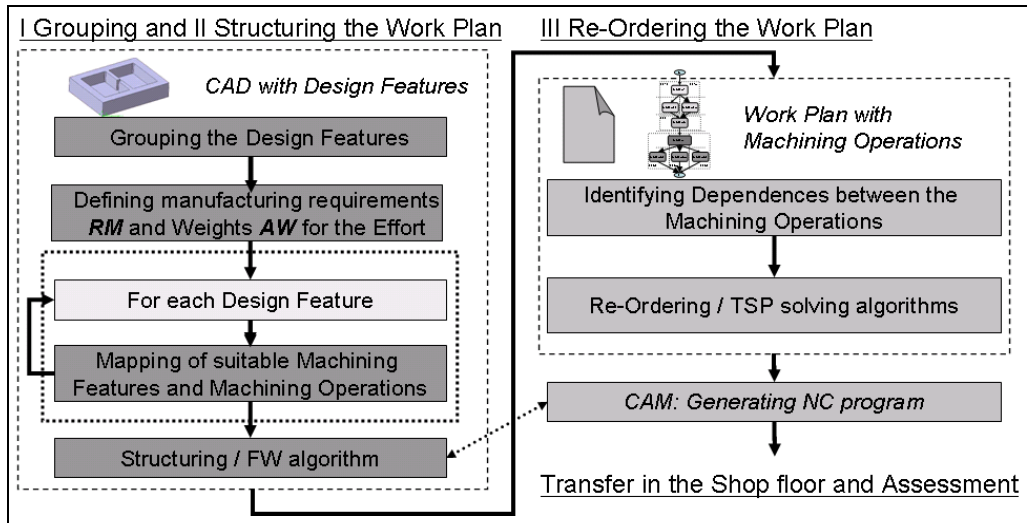 I Grouping and II Structuring the Work Plan
CAD with Design Features
Grouping the Design Features
Defining manufacturing requirements
RM and Weights AW for the Effort
For each Design Feature
Mapping of suitable Machining
Features and Machining Operations
Structuring / FW algorithm
III Re-Ordering the Work Plan
Work Plan with
Machining Operations
Identifying Dependences between the
Machining Operations
Re-Ordering / TSP solving algorithms
CAM: Generating NC program
Transfer in the Shop floor and Assessment